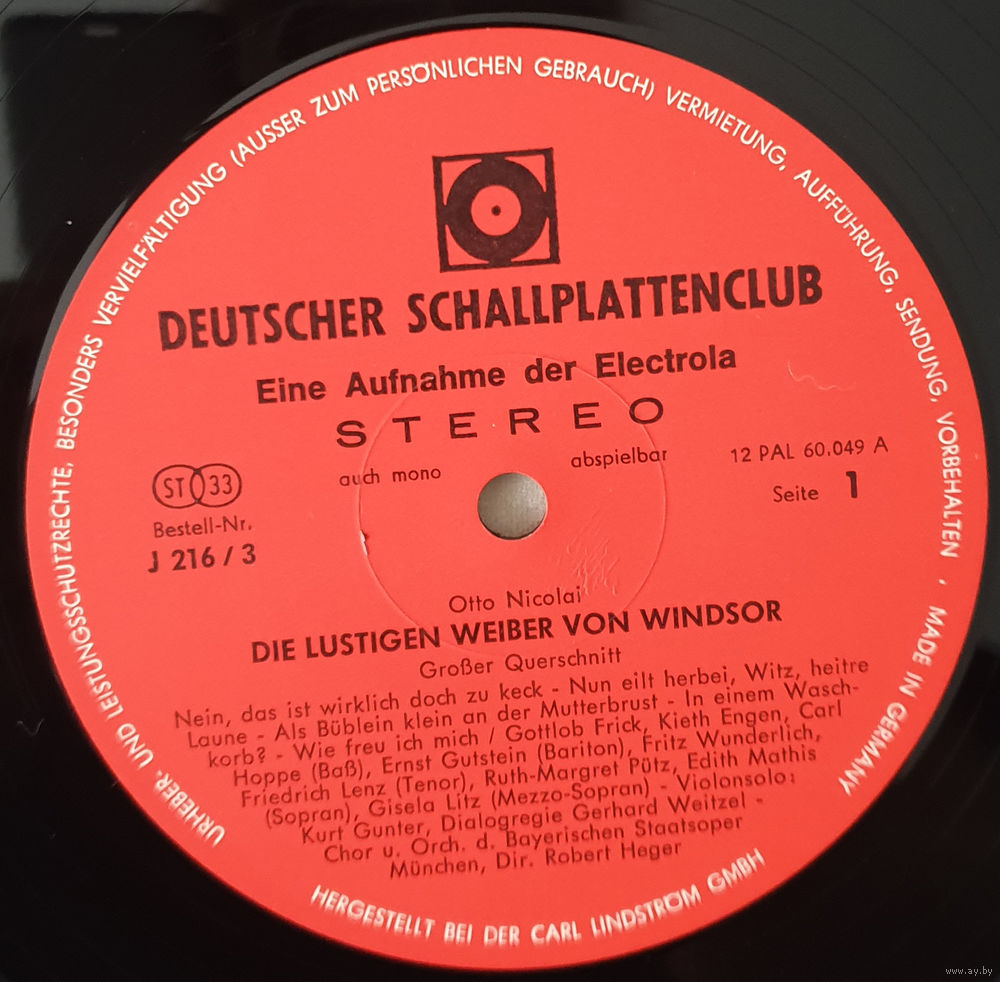 URHEBER- UND LEISTUNGSSCHUTZRECHTE, BESONDERS VERVIELFÄLTIGUNG (AUSSER ZUM PERSÖNLICHEN GEBRAUCH) VERMIETUNG, AUFFÜHRUNG, SENDUNG, VORBEHALTEN · MADE IN GERMANY
DEUTSCHER SCHALLPLATTENCLUB
Eine Aufnahme der Electrola
STEREO
auch mono abspielbar
12 PAL 60.049 A
ST 33
Seite 1
Bestell-Nr.
J 216 / 3
Otto Nicolai
DIE LUSTIGEN WEIBER VON WINDSOR
Großer Querschnitt
Nein, das ist wirklich doch zu keck - Nun eilt herbei, Witz, heitre
Laune - Als Büblein klein an der Mutterbrust - In einem Wasch-
korb? - Wie freu ich mich / Gottlob Frick, Kieth Engen, Carl
Hoppe (Baß), Ernst Gutstein (Bariton), Fritz Wunderlich,
Friedrich Lenz (Tenor), Ruth-Margret Pütz, Edith Mathis
(Sopran), Gisela Litz (Mezzo-Sopran) - Violonsolo:
Kurt Gunter, Dialogregie Gerhard Weitzel -
Chor u. Orch. d. Bayerischen Staatsoper
München, Dir. Robert Heger
HERGESTELLT BEI DER CARL LINDSTRÖM GMBH
www.ay.by